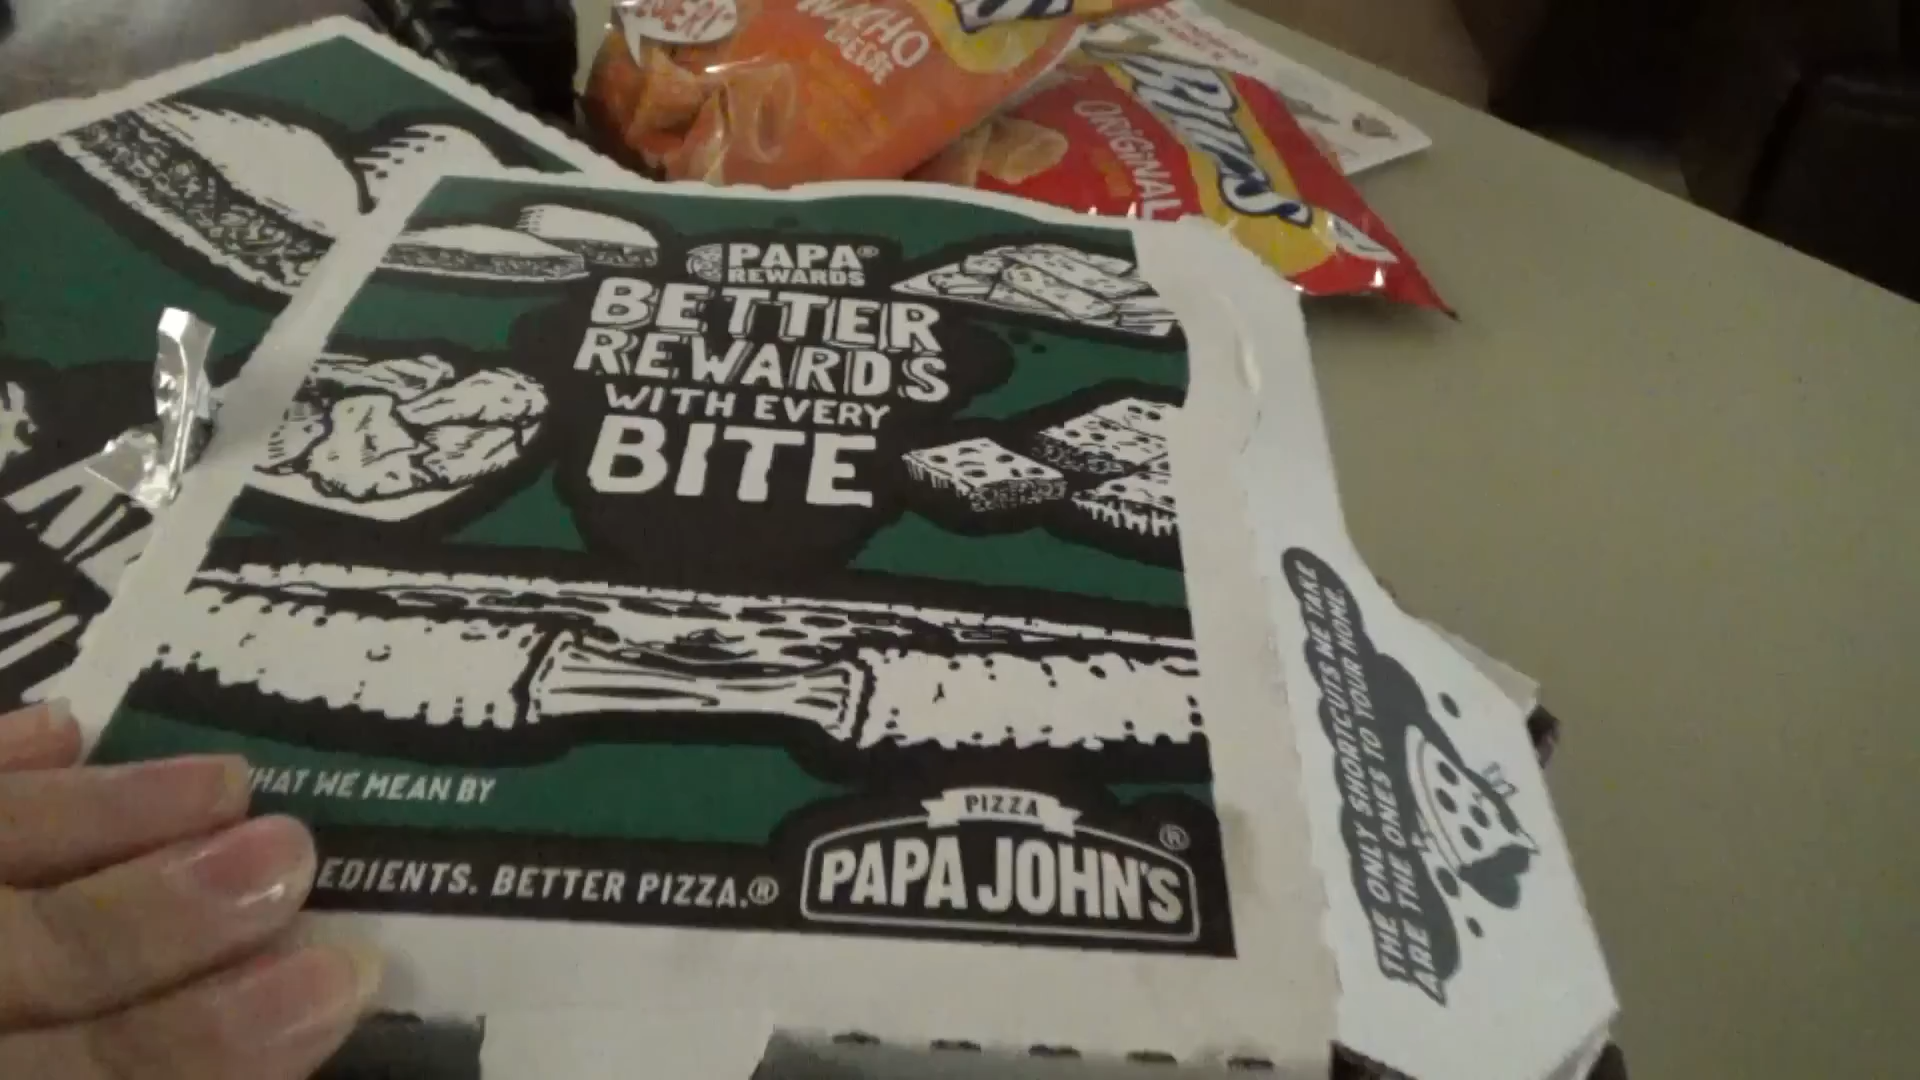 NACHO
CHEESE
ORIGINAL
PAPA®
REWARDS
BETTER
REWARDS
WITH EVERY
BITE
HAT WE MEAN BY
EDIENTS. BETTER PIZZA.®
PIZZA
PAPA JOHN'S®
THE ONLY SHORTCUTS WE TAKE
ARE THE ONES TO YOUR HOME.